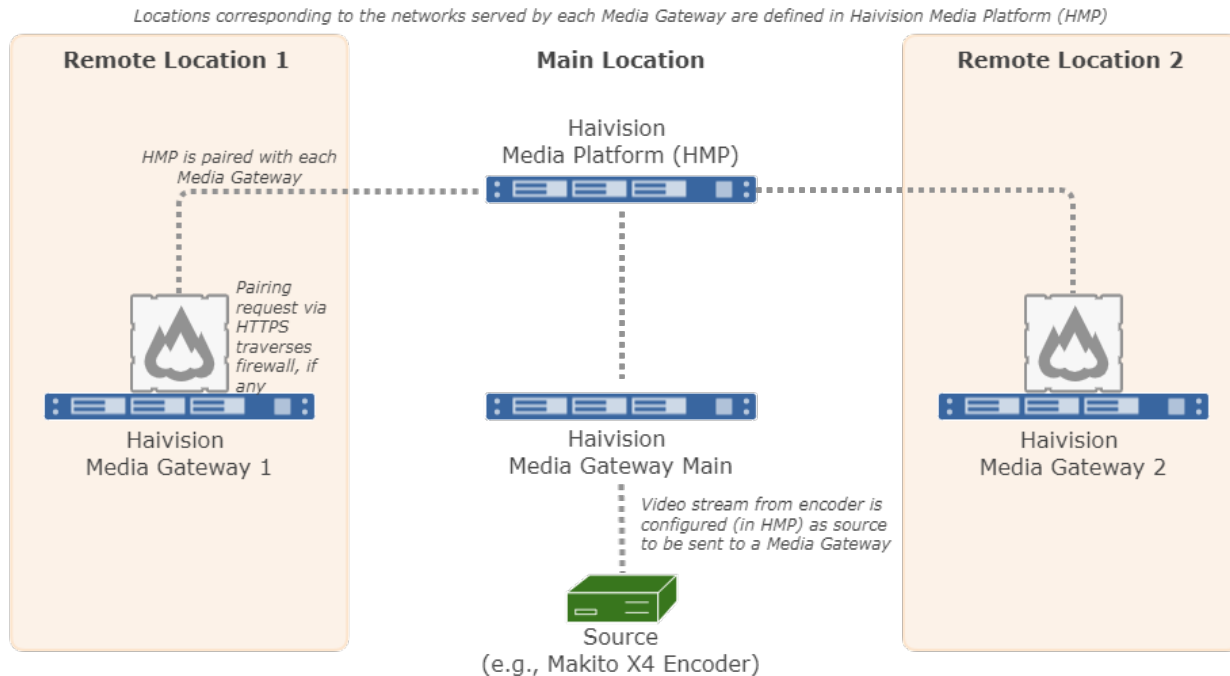 Locations corresponding to the networks served by each Media Gateway are defined in Haivision Media Platform (HMP)
Remote Location 1
Main Location
Remote Location 2
Haivision
Media Platform (HMP)
HMP is paired with each
Media Gateway
Pairing
request via
HTTPS
traverses
firewall, if
any
Haivision
Media Gateway 1
Haivision
Media Gateway Main
Haivision
Media Gateway 2
Video stream from encoder is
configured (in HMP) as source
to be sent to a Media Gateway
Source
(e.g., Makito X4 Encoder)